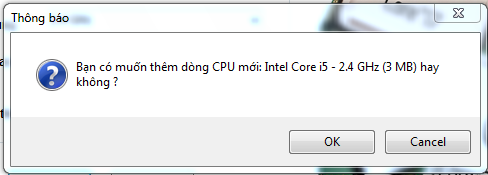 Thông báo
Bạn có muốn thêm dòng CPU mới: Intel Core i5 - 2.4 GHz (3 MB) hay
không ?
OK
Cancel